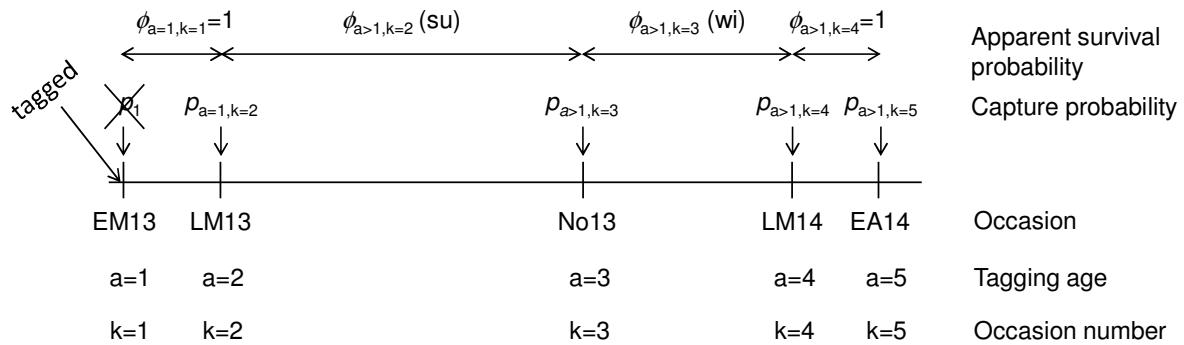 ϕa=1,k=1=1 ϕa>1,k=2 (su) ϕa>1,k=3 (wi) ϕa>1,k=4=1 Apparent survival
probability
tagged
p1 pa=1,k=2 pa>1,k=3 pa>1,k=4 pa>1,k=5 Capture probability
EM13 LM13 No13 LM14 EA14 Occasion
a=1 a=2 a=3 a=4 a=5 Tagging age
k=1 k=2 k=3 k=4 k=5 Occasion number